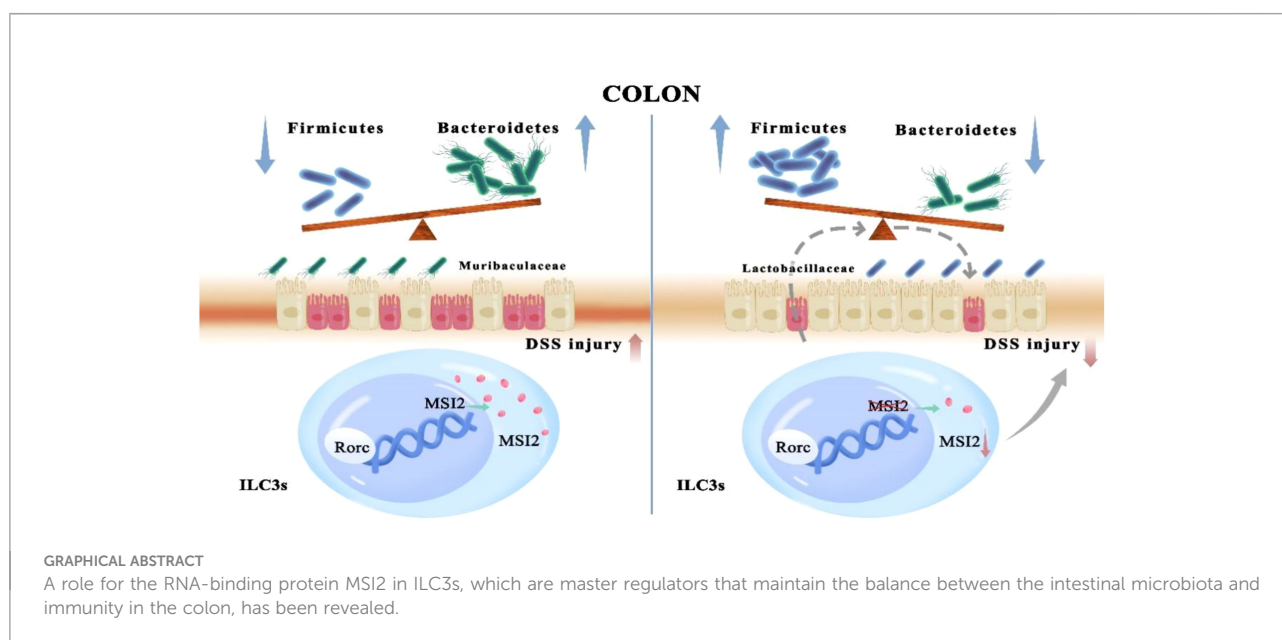 COLON
Firmicutes
Bacteroidetes
Muribaculaceae
DSS injury
MSI2
MSI2
Rorc
ILC3s
Firmicutes
Bacteroidetes
Lactobacillaceae
DSS injury
MSI2
MSI2
Rorc
ILC3s
GRAPHICAL ABSTRACT
A role for the RNA-binding protein MSI2 in ILC3s, which are master regulators that maintain the balance between the intestinal microbiota and
immunity in the colon, has been revealed.